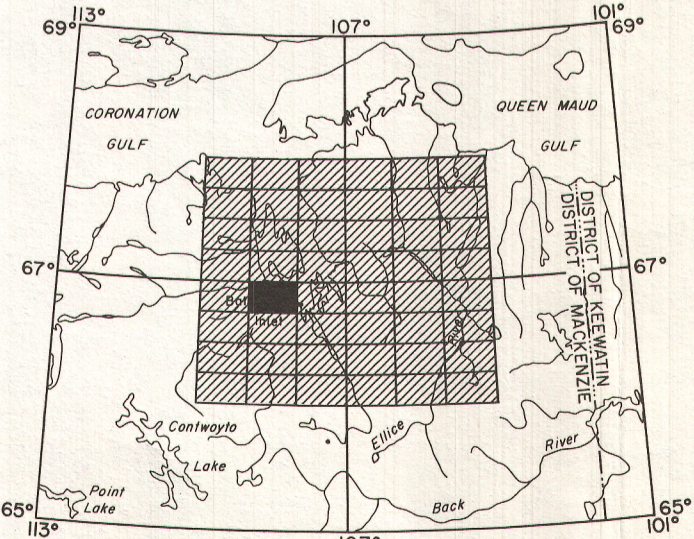 113°
107°
101°
69°
69°
CORONATION
GULF
QUEEN MAUD
GULF
67°
67°
DISTRICT OF KEEWATIN
DISTRICT OF MACKENZIE
Inlet
River
Contwoyto
Lake
Ellice
River
Point
Lake
Back
65°
65°
113°
107°
101°